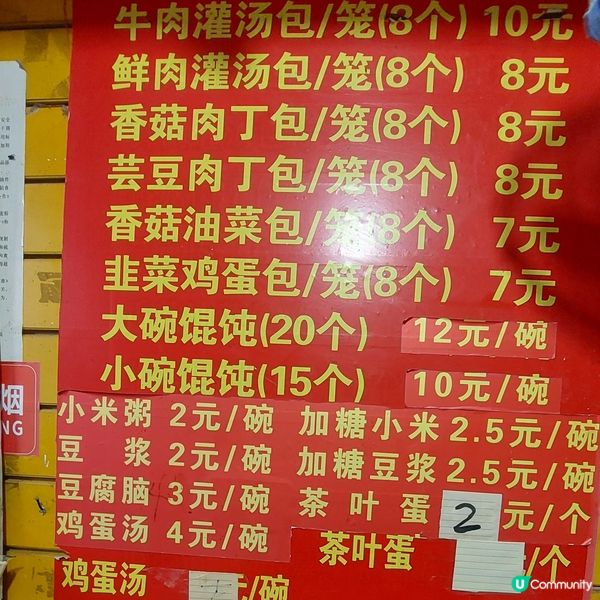 牛肉灌汤包/笼(8个) 10元
鲜肉灌汤包/笼(8个) 8元
香菇肉丁包/笼(8个) 8元
芸豆肉丁包/笼(8个) 8元
香菇油菜包/笼(8个) 7元
韭菜鸡蛋包/笼(8个) 7元
大碗馄饨(20个) 12元/碗
小碗馄饨(15个) 10元/碗
小米粥 2元/碗 加糖小米 2.5元/碗
豆浆 2元/碗 加糖豆浆 2.5元/碗
豆腐脑 3元/碗 茶叶蛋 2元/个
鸡蛋汤 4元/碗 茶叶蛋 /个
鸡蛋汤 元/碗
烟
NG
U Community